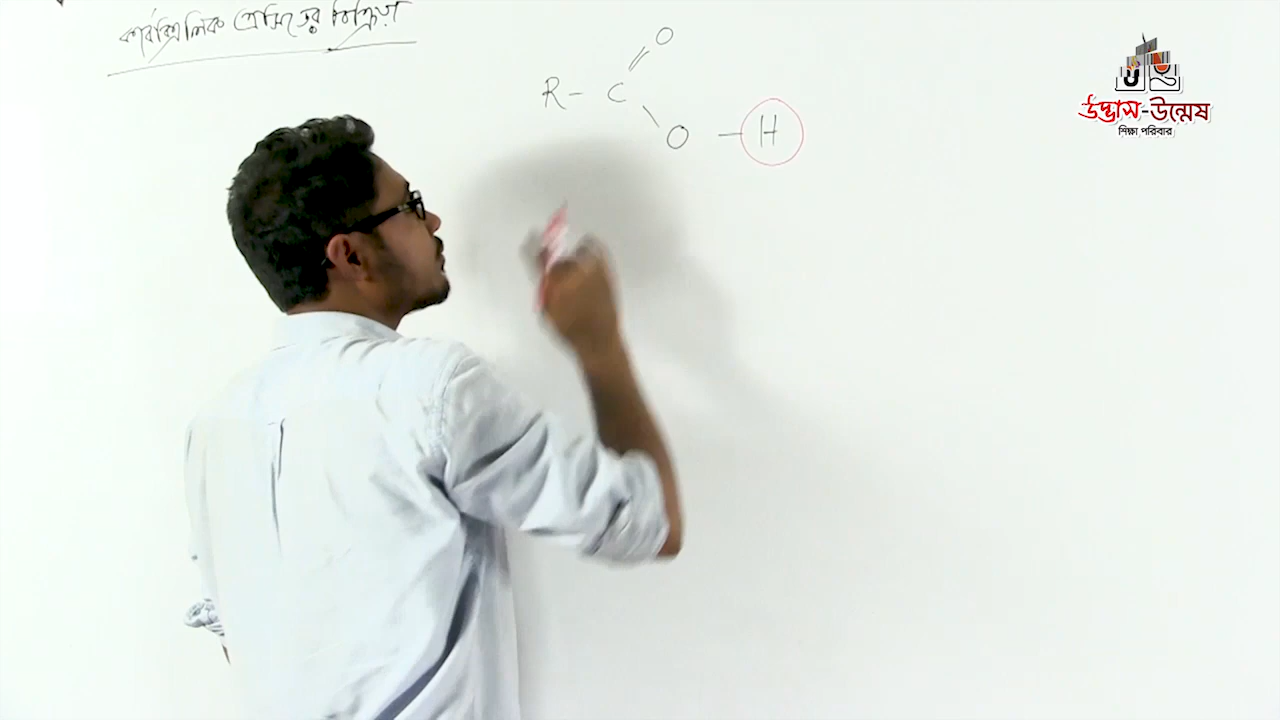 কার্বক্সিলিক এসিডের বিক্রিয়া
O
R - C
O - H
উদ্ভাস-উন্মেষ
শিক্ষা পরিবার